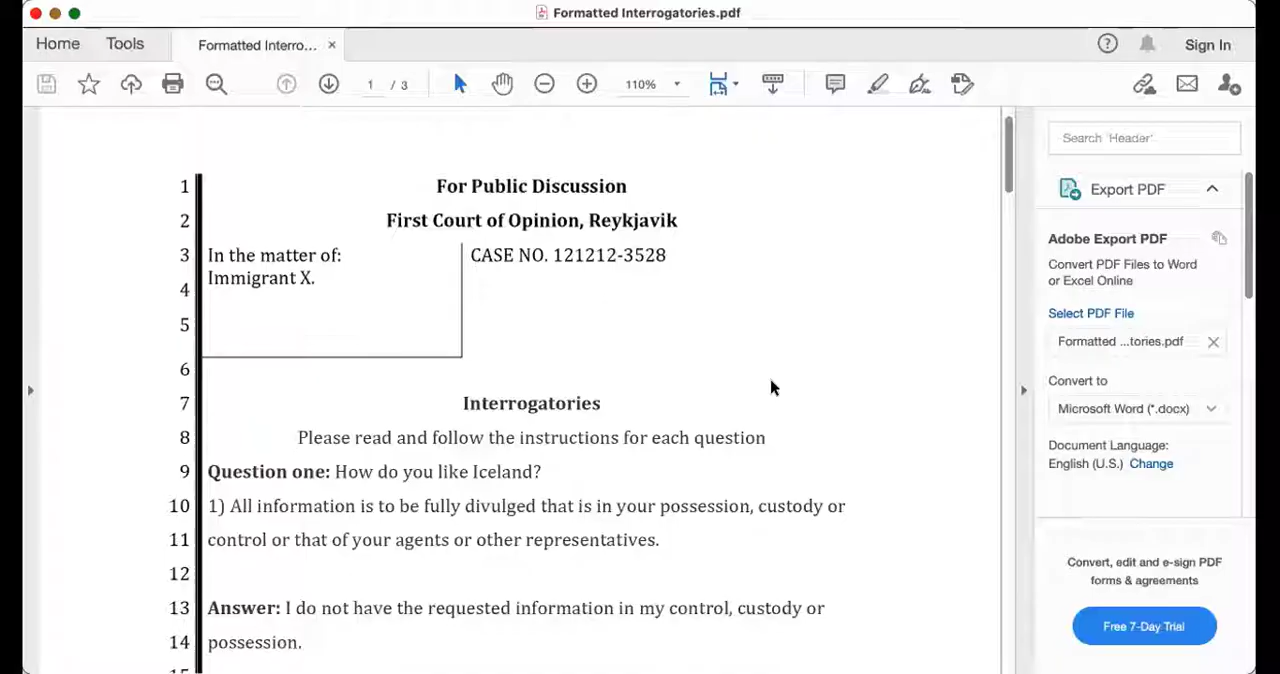 Formatted Interrogatories.pdf
Home Tools Formatted Interro... × Sign In
1 / 3 110%
Search 'Header'
Export PDF
Adobe Export PDF
Convert PDF Files to Word
or Excel Online
Select PDF File
Formatted ...tories.pdf
Convert to
Microsoft Word (*.docx)
Document Language:
English (U.S.) Change
Convert, edit and e-sign PDF
forms & agreements
Free 7-Day Trial
1 For Public Discussion
2 First Court of Opinion, Reykjavik
3 In the matter of: CASE NO. 121212-3528
Immigrant X.
4
5
6
7 Interrogatories
8 Please read and follow the instructions for each question
9 Question one: How do you like Iceland?
10 1) All information is to be fully divulged that is in your possession, custody or
11 control or that of your agents or other representatives.
12
13 Answer: I do not have the requested information in my control, custody or
14 possession.